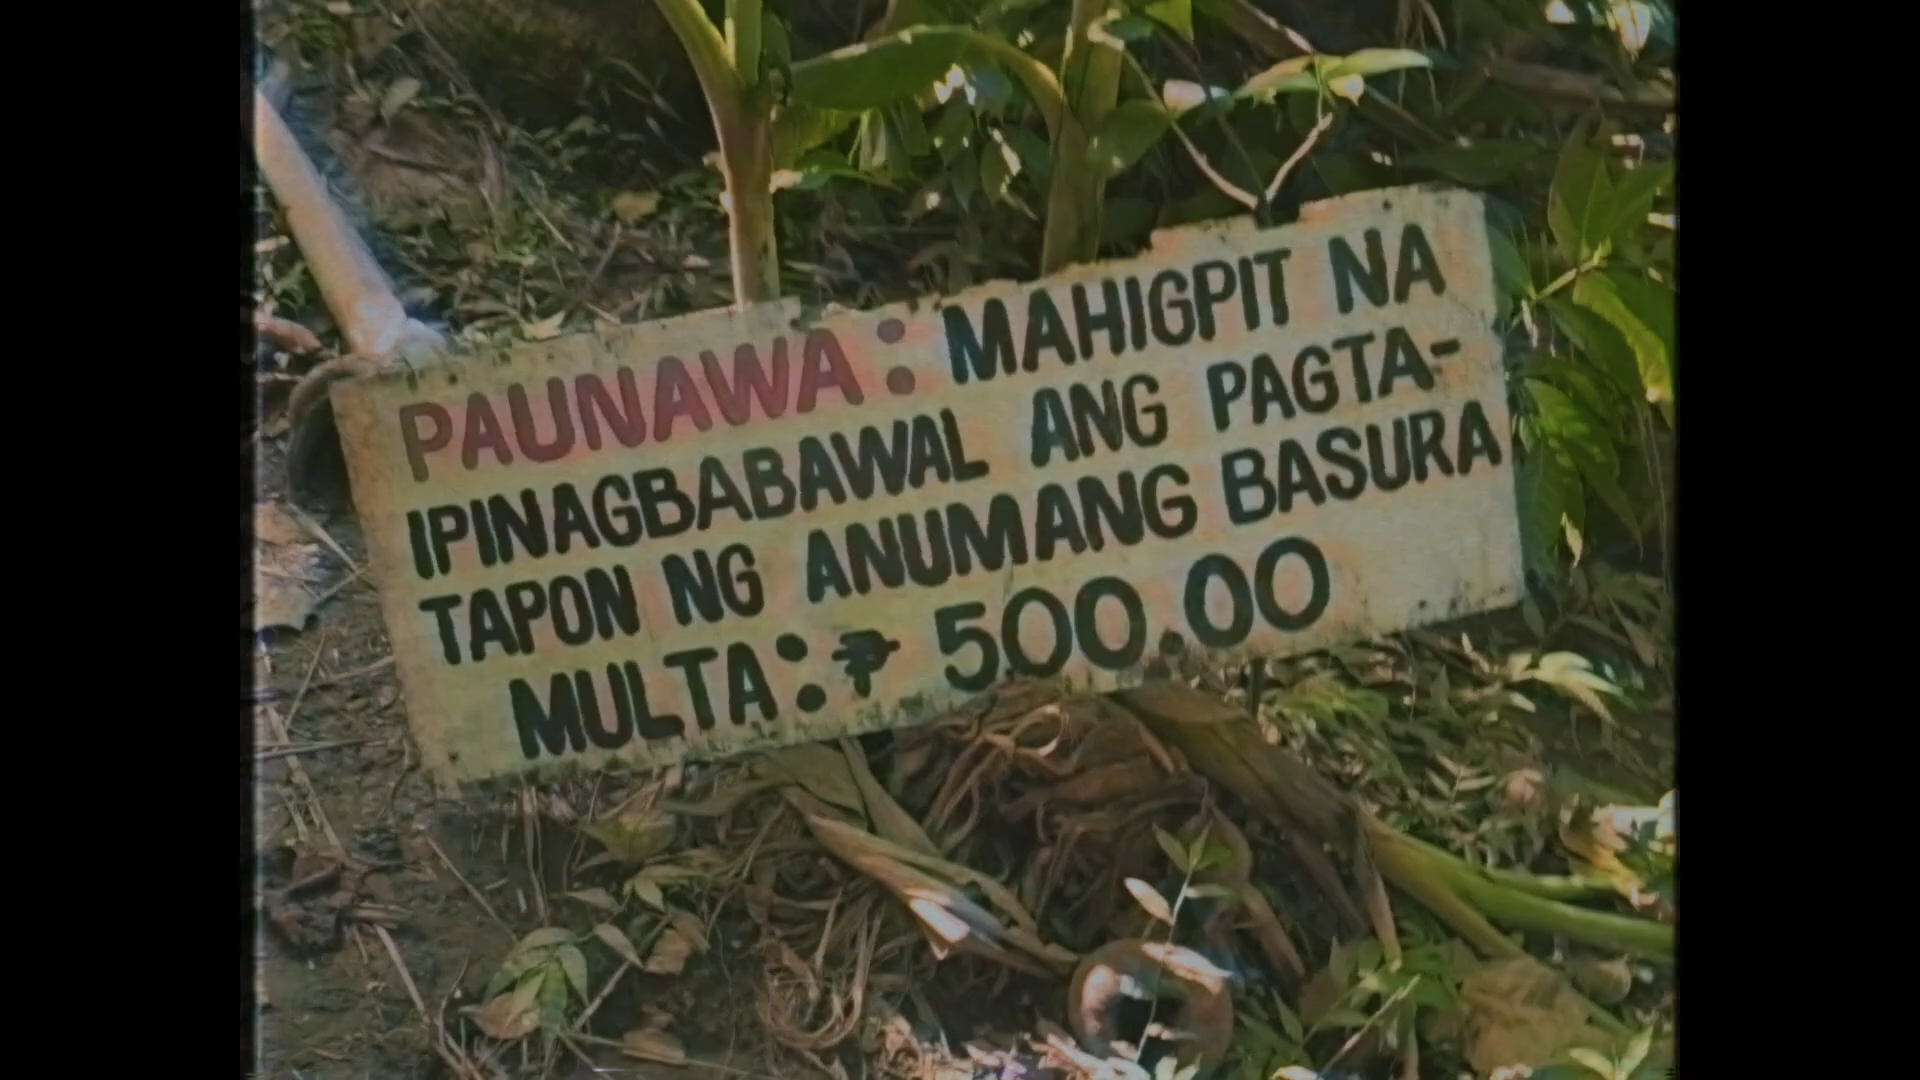 PAUNAWA: MAHIGPIT NA
IPINAGBABAWAL ANG PAGTA-
TAPON NG ANUMANG BASURA
MULTA: ₱ 500.00